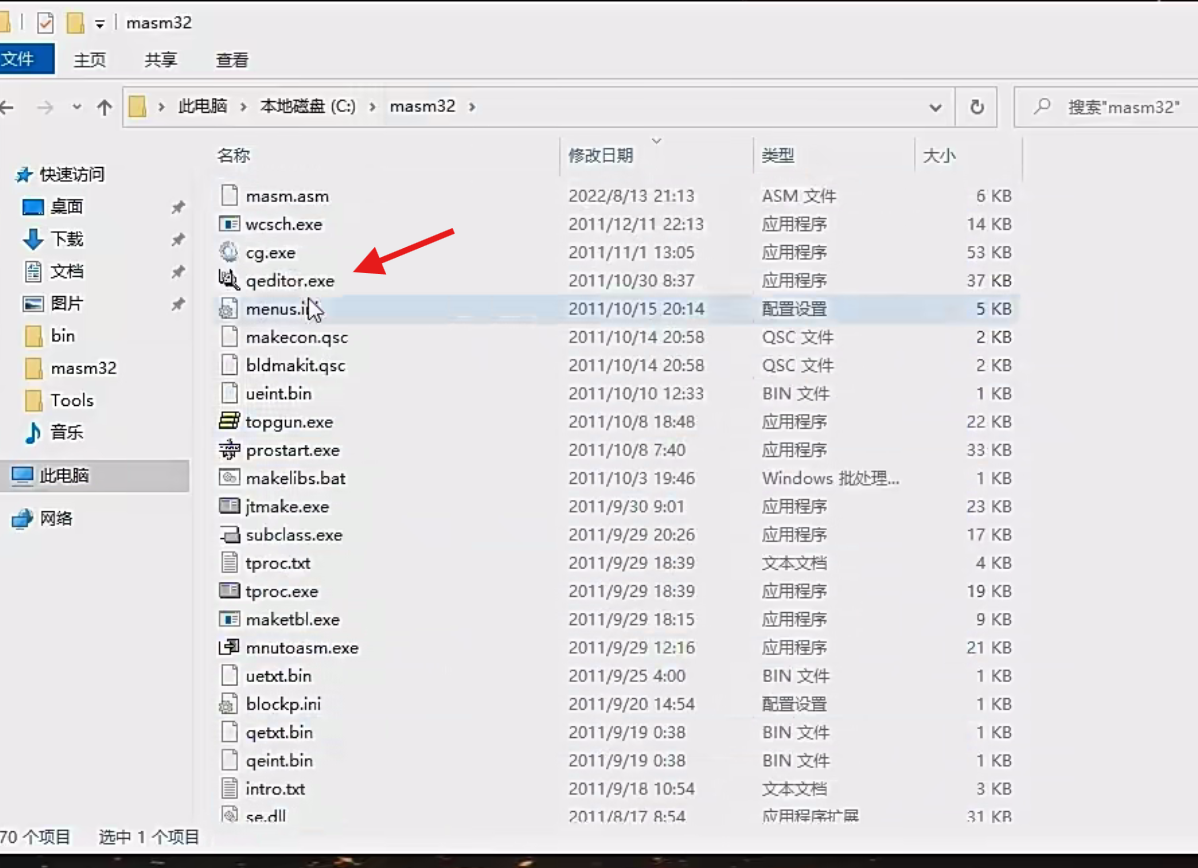 masm32
文件 主页 共享 查看
此电脑 本地磁盘 (C:) masm32 搜索"masm32"
名称 修改日期 类型 大小
快速访问
桌面
下载
文档
图片
bin
masm32
Tools
音乐
此电脑
网络
masm.asm 2022/8/13 21:13 ASM 文件 6 KB
wcsch.exe 2011/12/11 22:13 应用程序 14 KB
cg.exe 2011/11/1 13:05 应用程序 53 KB
qeditor.exe 2011/10/30 8:37 应用程序 37 KB
2011/10/15 20:14 配置设置 5 KB
makecon.qsc 2011/10/14 20:58 QSC 文件 2 KB
bldmakit.qsc 2011/10/14 20:58 QSC 文件 2 KB
ueint.bin 2011/10/10 12:33 BIN 文件 1 KB
topgun.exe 2011/10/8 18:48 应用程序 22 KB
prostart.exe 2011/10/8 7:40 应用程序 33 KB
makelibs.bat 2011/10/3 19:46 Windows 批处理... 1 KB
jtmake.exe 2011/9/30 9:01 应用程序 23 KB
subclass.exe 2011/9/29 20:26 应用程序 17 KB
tproc.txt 2011/9/29 18:39 文本文档 4 KB
tproc.exe 2011/9/29 18:39 应用程序 19 KB
maketbl.exe 2011/9/29 18:15 应用程序 9 KB
mnutoasm.exe 2011/9/29 12:16 应用程序 21 KB
uetxt.bin 2011/9/25 4:00 BIN 文件 1 KB
blockp.ini 2011/9/20 14:54 配置设置 1 KB
qetxt.bin 2011/9/19 0:38 BIN 文件 1 KB
qeint.bin 2011/9/19 0:38 BIN 文件 1 KB
intro.txt 2011/9/18 10:54 文本文档 3 KB
se.dll 2011/8/17 8:54 应用程序扩展 31 KB
70 个项目 选中 1 个项目